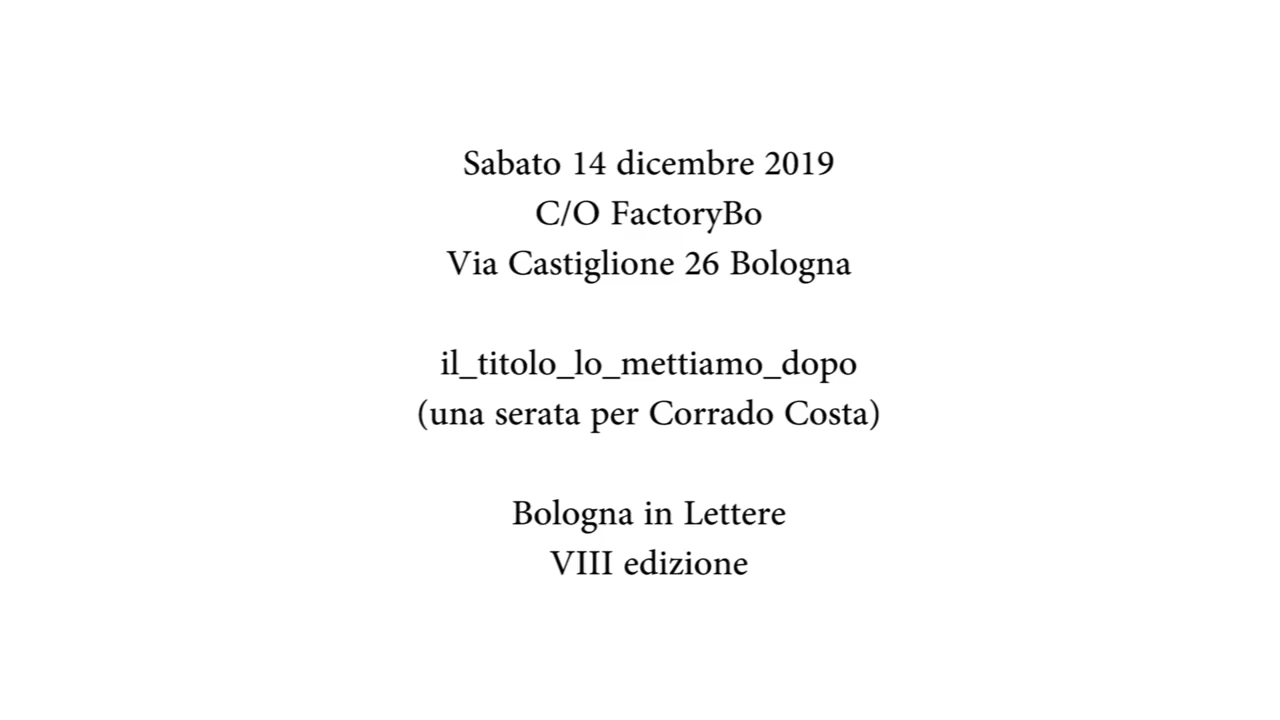 Sabato 14 dicembre 2019
C/O FactoryBo
Via Castiglione 26 Bologna
il_titolo_lo_mettiamo_dopo
(una serata per Corrado Costa)
Bologna in Lettere
VIII edizione